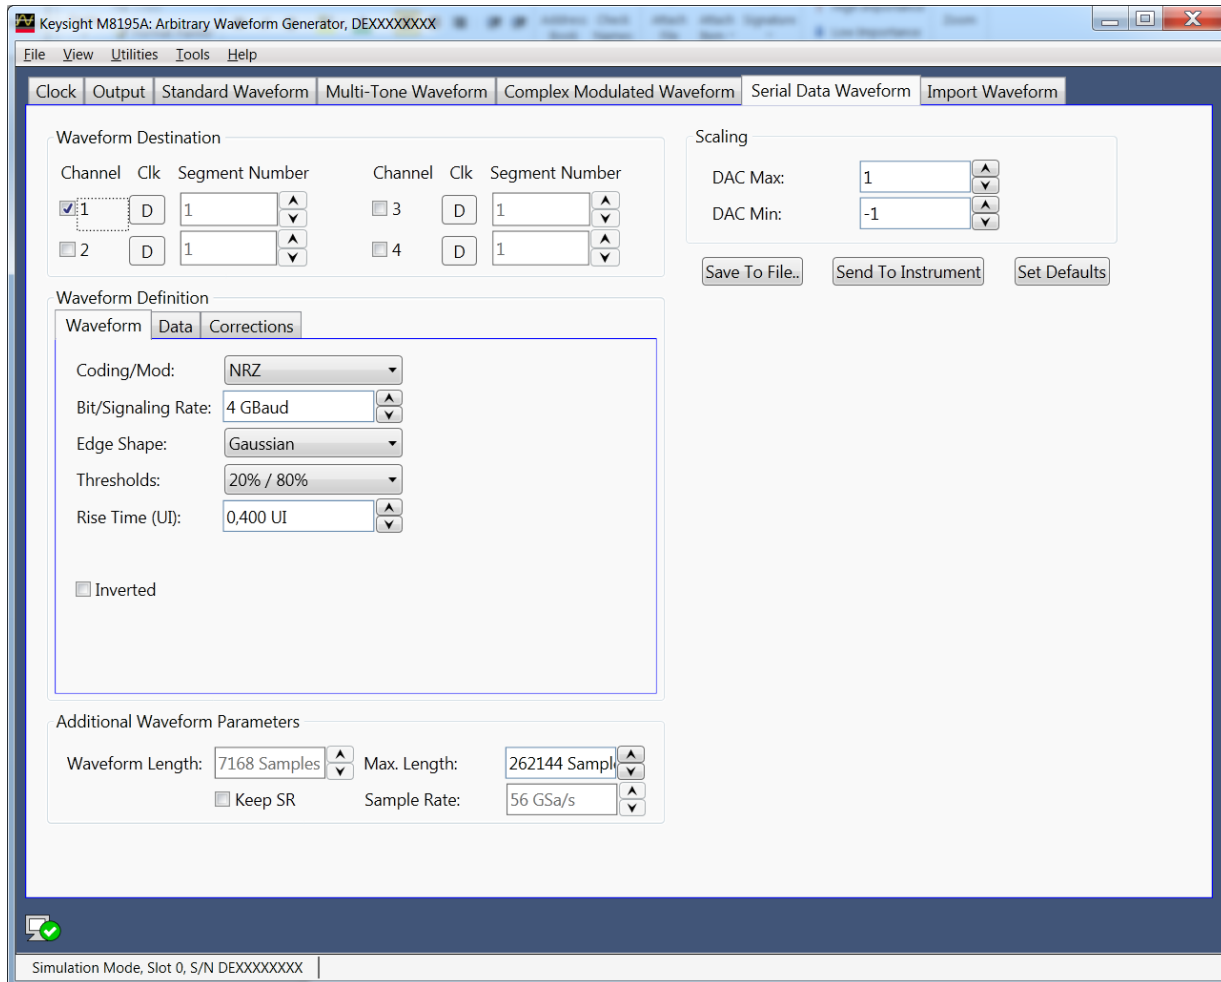 Keysight M8195A: Arbitrary Waveform Generator, DEXXXXXXXX
File View Utilities Tools Help
Clock Output Standard Waveform Multi-Tone Waveform Complex Modulated Waveform Serial Data Waveform Import Waveform
Waveform Destination
Channel Clk Segment Number Channel Clk Segment Number
1 D 1 3 D 1
2 D 1 4 D 1
Scaling
DAC Max: 1
DAC Min: -1
Save To File.. Send To Instrument Set Defaults
Waveform Definition
Waveform Data Corrections
Coding/Mod: NRZ
Bit/Signaling Rate: 4 GBaud
Edge Shape: Gaussian
Thresholds: 20% / 80%
Rise Time (UI): 0,400 UI
Inverted
Additional Waveform Parameters
Waveform Length: 7168 Samples Max. Length: 262144 Sampl
Keep SR Sample Rate: 56 GSa/s
Simulation Mode, Slot 0, S/N DEXXXXXXXX